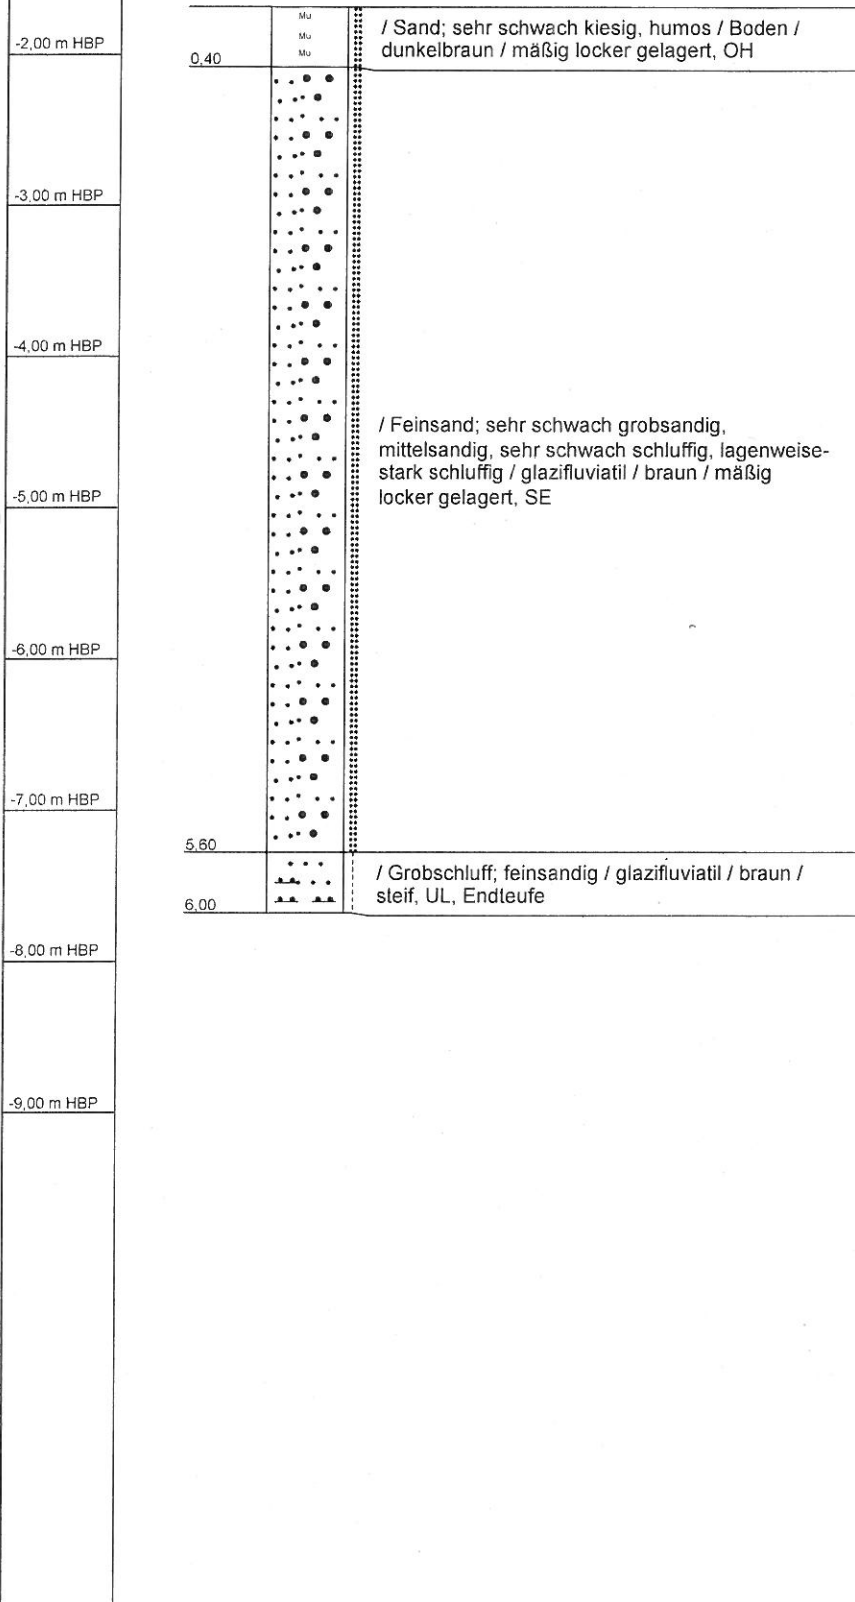 Mu
/ Sand; sehr schwach kiesig, humos / Boden /
-2,00 m HBP
Mu
dunkelbraun / mäßig locker gelagert, OH
Mu
0,40
-3,00 m HBP
-4,00 m HBP
/ Feinsand; sehr schwach grobsandig,
mittelsandig, sehr schwach schluffig, lagenweise-
stark schluffig / glazifluviatil / braun / mäßig
locker gelagert, SE
-5,00 m HBP
-6,00 m HBP
-7,00 m HBP
5,60
/ Grobschluff; feinsandig / glazifluviatil / braun /
steif, UL, Endteufe
6,00
-8,00 m HBP
-9,00 m HBP